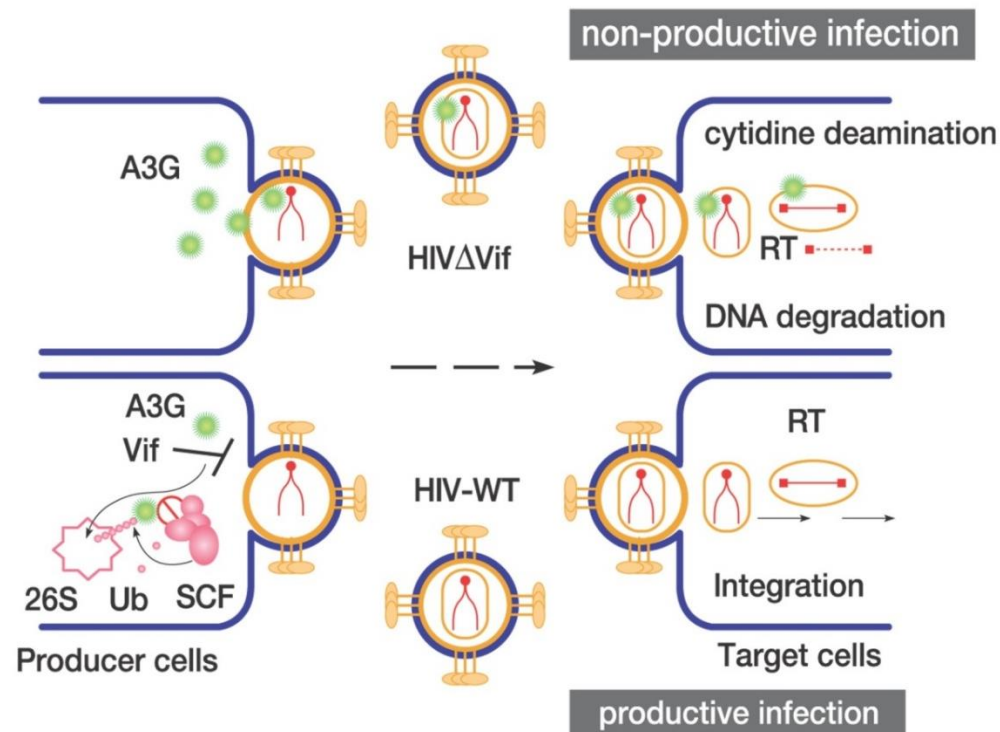 non-productive infection
A3G
cytidine deamination
HIVΔVif
RT
DNA degradation
A3G
Vif
26S Ub SCF
HIV-WT
RT
Integration
Producer cells
Target cells
productive infection